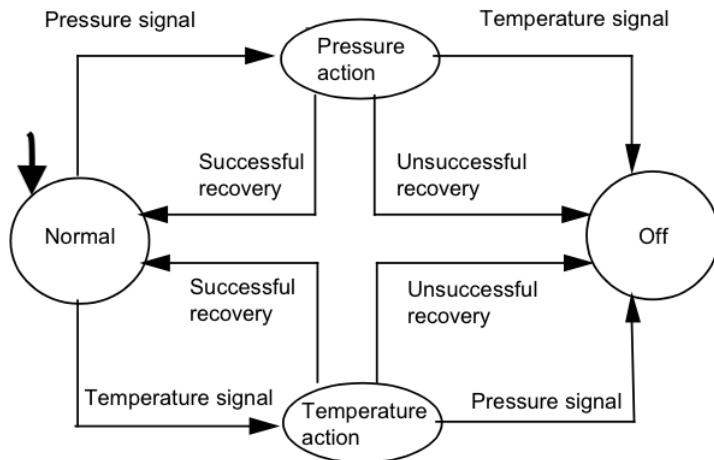 Pressure signal
Temperature signal
Pressure
action
Successful
recovery
Unsuccessful
recovery
Normal
Off
Successful
recovery
Unsuccessful
recovery
Temperature signal
Temperature
action
Pressure signal